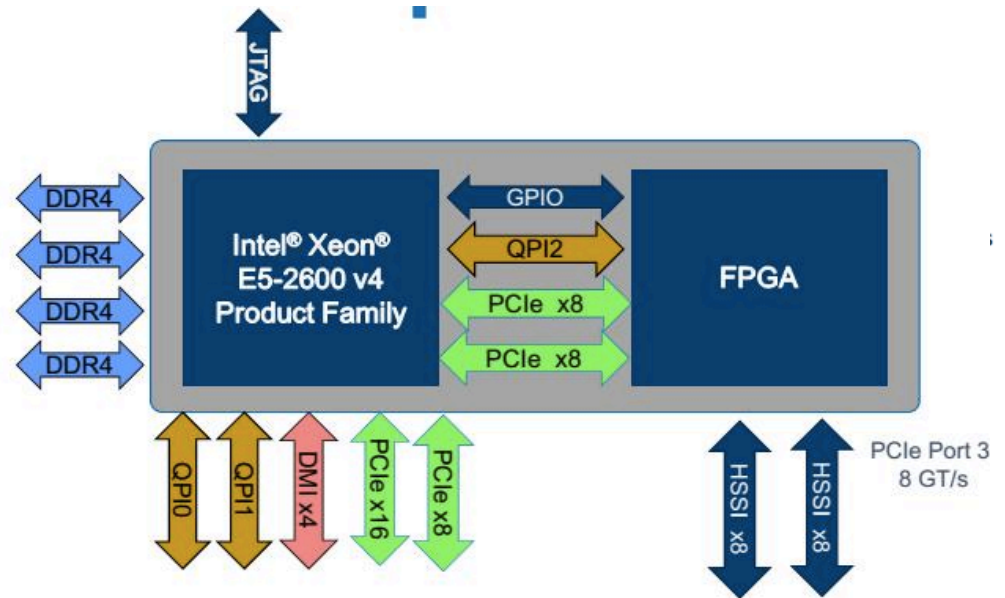 JTAG
DDR4
DDR4
DDR4
DDR4
Intel® Xeon®
E5-2600 v4
Product Family
GPIO
QPI2
PCIe x8
PCIe x8
FPGA
QPI0
QPI1
DMI x4
PCIe x16
PCIe x8
HSSI x8
HSSI x8
PCIe Port 3
8 GT/s